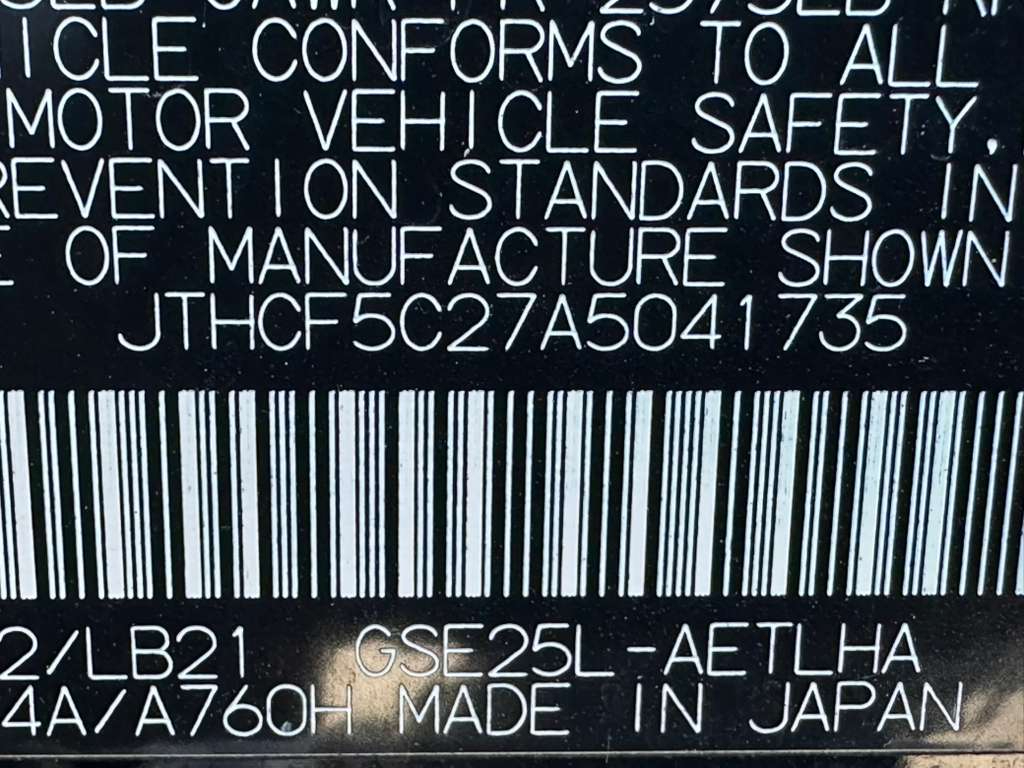 ICLE CONFORMS TO ALL
MOTOR VEHICLE SAFETY,
REVENTION STANDARDS IN
E OF MANUFACTURE SHOWN
JTHCF5C27A5041735
2/LB21 GSE25L-AETLHA
4A/A760H MADE IN JAPAN